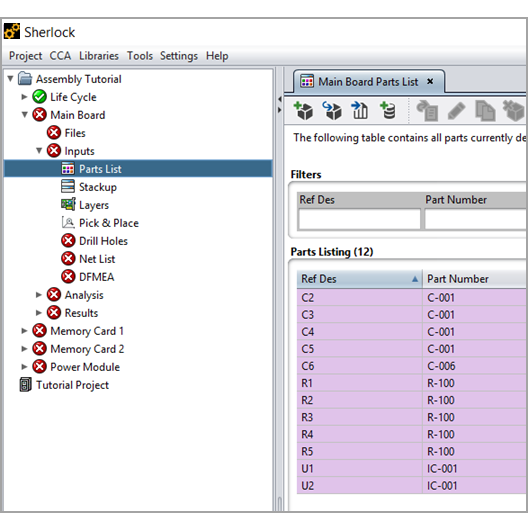 Sherlock
Project CCA Libraries Tools Settings Help
Assembly Tutorial
Life Cycle
Main Board
Files
Inputs
Parts List
Stackup
Layers
Pick & Place
Drill Holes
Net List
DFMEA
Analysis
Results
Memory Card 1
Memory Card 2
Power Module
Tutorial Project
Main Board Parts List
The following table contains all parts currently de
Filters
Ref Des Part Number
Parts Listing (12)
Ref Des Part Number
C2 C-001
C3 C-001
C4 C-001
C5 C-001
C6 C-006
R1 R-100
R2 R-100
R3 R-100
R4 R-100
R5 R-100
U1 IC-001
U2 IC-001